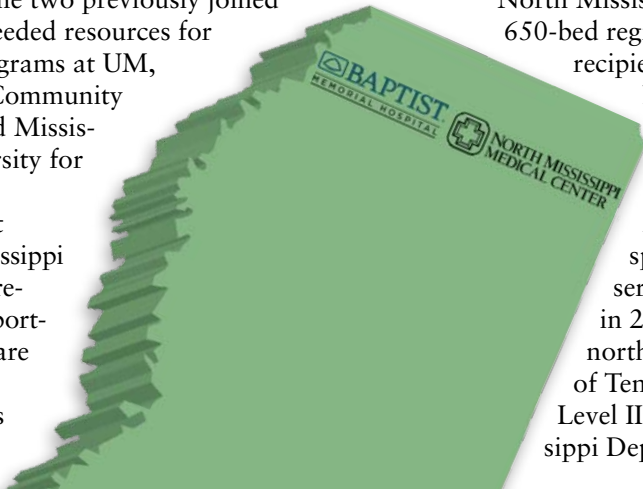 he two previously joined
eeded resources for
grams at UM,
Community
d Missis-
rsity for
ssippi
re-
port-
are
s
BAPTIST
MEMORIAL HOSPITAL
NORTH MISSISSIPPI
MEDICAL CENTER
North Missis
650-bed reg
recipie
sp
ser
in 2
north
of Ten
Level II
sippi Dep